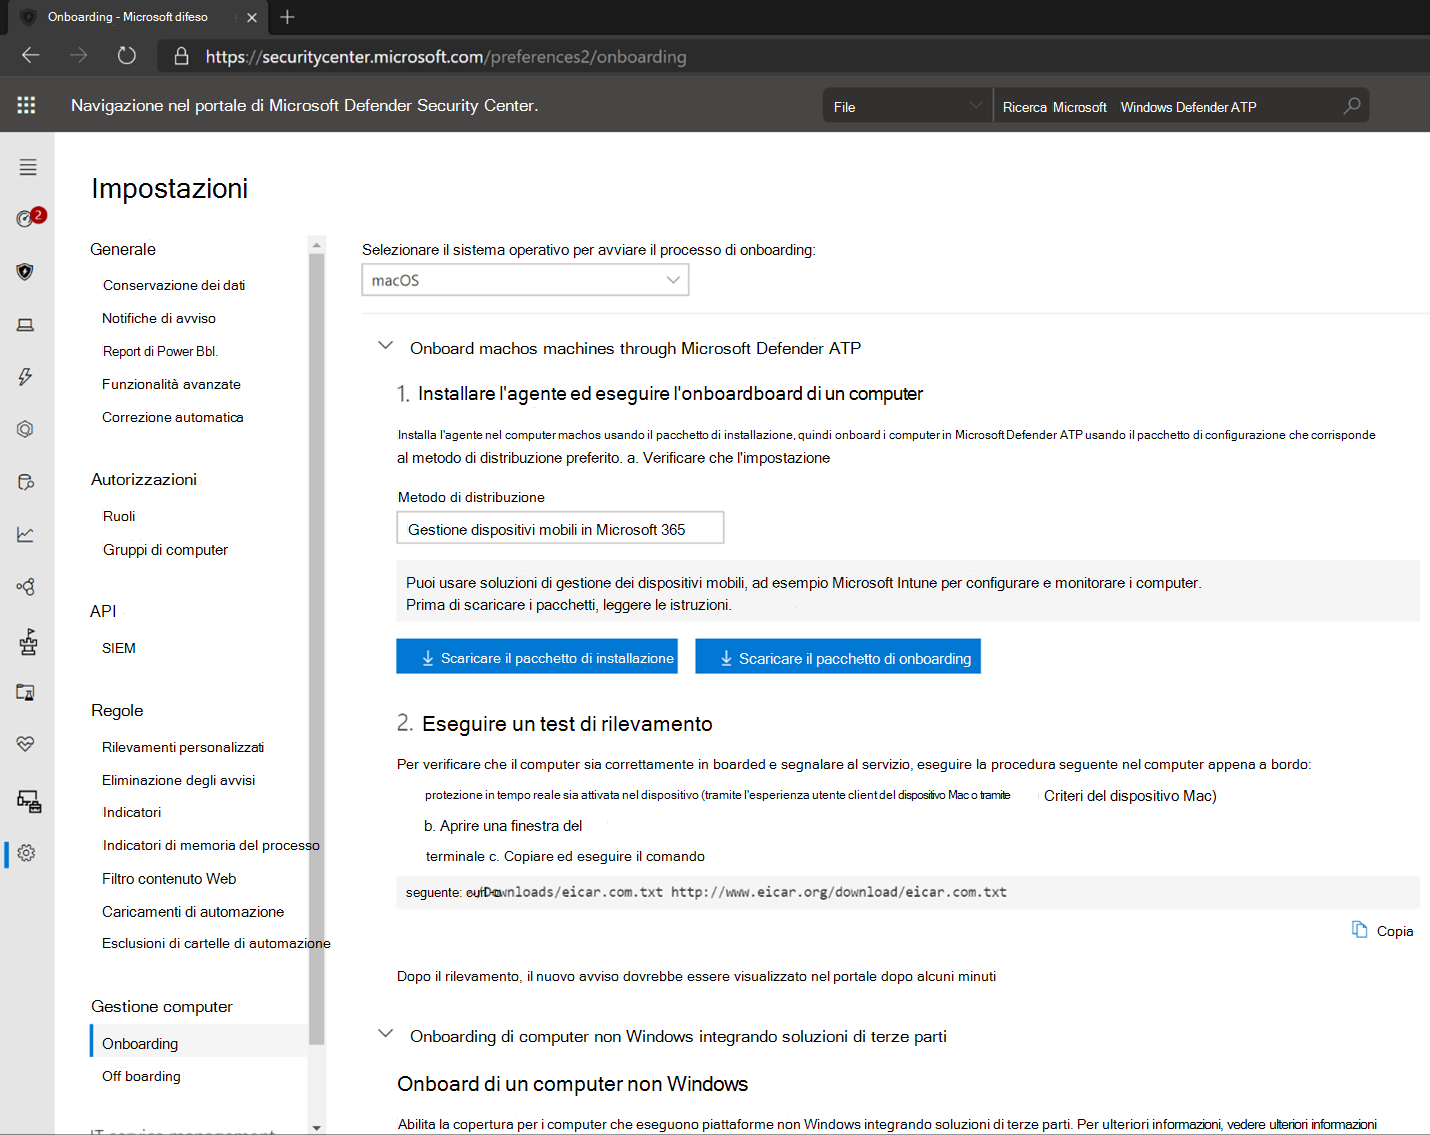 Onboarding - Microsoft difeso
https://securitycenter.microsoft.com/preferences2/onboarding
Navigazione nel portale di Microsoft Defender Security Center.
File
Ricerca Microsoft Windows Defender ATP
2
Impostazioni
Generale
Conservazione dei dati
Notifiche di avviso
Report di Power Bbl.
Funzionalità avanzate
Correzione automatica
Autorizzazioni
Ruoli
Gruppi di computer
API
SIEM
Regole
Rilevamenti personalizzati
Eliminazione degli avvisi
Indicatori
Indicatori di memoria del processo
Filtro contenuto Web
Caricamenti di automazione
Esclusioni di cartelle di automazione
Gestione computer
Onboarding
Off boarding
IT service management
Selezionare il sistema operativo per avviare il processo di onboarding:
macOS
Onboard machos machines through Microsoft Defender ATP
1. Installare l'agente ed eseguire l'onboardboard di un computer
Installa l'agente nel computer machos usando il pacchetto di installazione, quindi onboard i computer in Microsoft Defender ATP usando il pacchetto di configurazione che corrisponde
al metodo di distribuzione preferito. a. Verificare che l'impostazione
Metodo di distribuzione
Gestione dispositivi mobili in Microsoft 365
Puoi usare soluzioni di gestione dei dispositivi mobili, ad esempio Microsoft Intune per configurare e monitorare i computer.
Prima di scaricare i pacchetti, leggere le istruzioni.
Scaricare il pacchetto di installazione
Scaricare il pacchetto di onboarding
2. Eseguire un test di rilevamento
Per verificare che il computer sia correttamente in boarded e segnalare al servizio, eseguire la procedura seguente nel computer appena a bordo:
protezione in tempo reale sia attivata nel dispositivo (tramite l'esperienza utente client del dispositivo Mac o tramite Criteri del dispositivo Mac)
b. Aprire una finestra del
terminale c. Copiare ed eseguire il comando
seguente: ~/Downloads/eicar.com.txt http://www.eicar.org/download/eicar.com.txt
Copia
Dopo il rilevamento, il nuovo avviso dovrebbe essere visualizzato nel portale dopo alcuni minuti
Onboarding di computer non Windows integrando soluzioni di terze parti
Onboard di un computer non Windows
Abilita la copertura per i computer che eseguono piattaforme non Windows integrando soluzioni di terze parti. Per ulteriori informazioni, vedere ulteriori informazioni